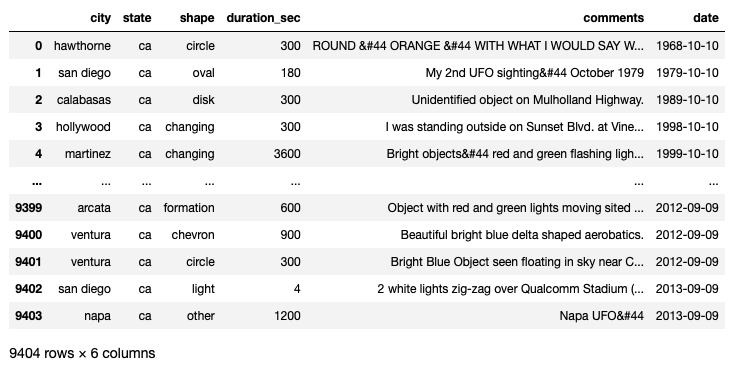 city state shape duration_sec comments date
0 hawthorne ca circle 300 ROUND &#44 ORANGE &#44 WITH WHAT I WOULD SAY W... 1968-10-10
1 san diego ca oval 180 My 2nd UFO sighting&#44 October 1979 1979-10-10
2 calabasas ca disk 300 Unidentified object on Mulholland Highway. 1989-10-10
3 hollywood ca changing 300 I was standing outside on Sunset Blvd. at Vine... 1998-10-10
4 martinez ca changing 3600 Bright objects&#44 red and green flashing ligh... 1999-10-10
... ... ... ... ... ... ...
9399 arcata ca formation 600 Object with red and green lights moving sited ... 2012-09-09
9400 ventura ca chevron 900 Beautiful bright blue delta shaped aerobatics. 2012-09-09
9401 ventura ca circle 300 Bright Blue Object seen floating in sky near C... 2012-09-09
9402 san diego ca light 4 2 white lights zig-zag over Qualcomm Stadium (... 2013-09-09
9403 napa ca other 1200 Napa UFO&#44 2013-09-09
9404 rows × 6 columns